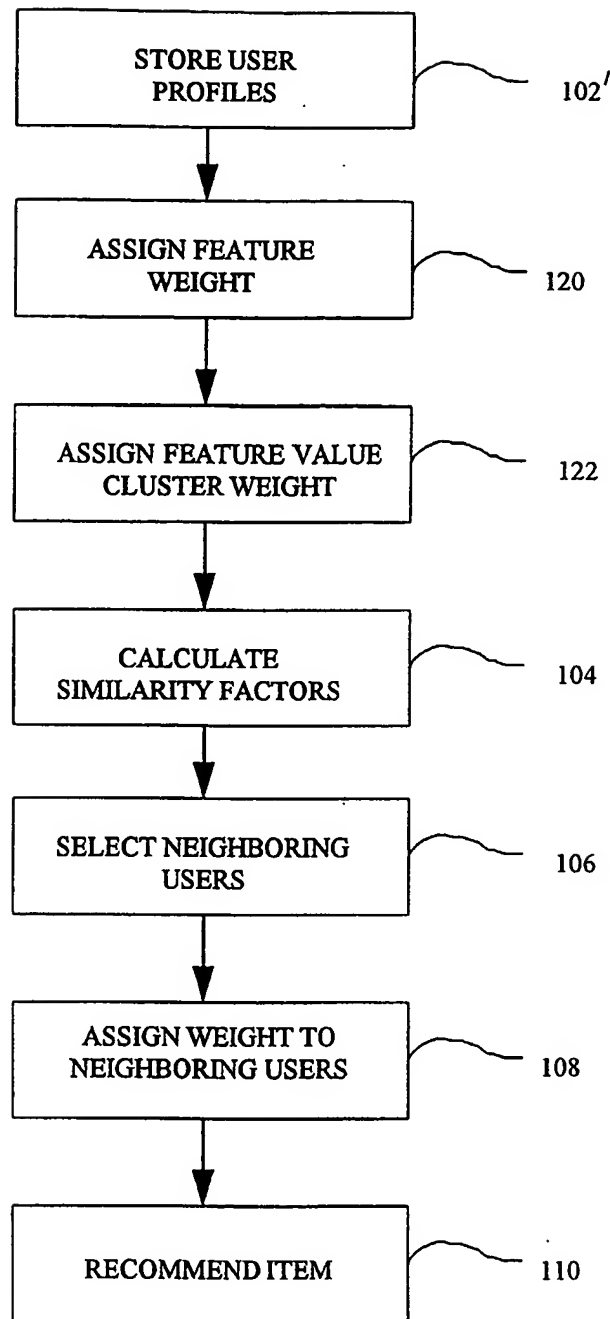 STORE USER
PROFILES
102'
ASSIGN FEATURE
WEIGHT
120
ASSIGN FEATURE VALUE
CLUSTER WEIGHT
122
CALCULATE
SIMILARITY FACTORS
104
SELECT NEIGHBORING
USERS
106
ASSIGN WEIGHT TO
NEIGHBORING USERS
108
RECOMMEND ITEM
110